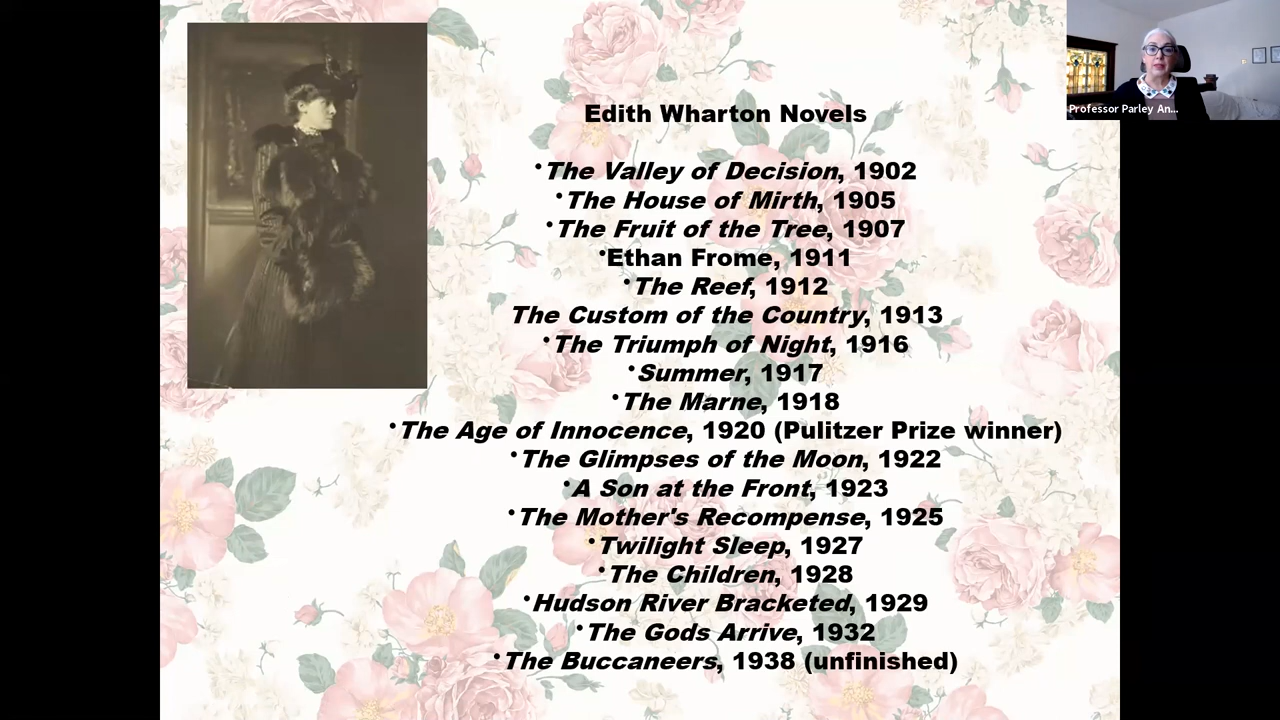 Professor Parley An...
Edith Wharton Novels
•The Valley of Decision, 1902
•The House of Mirth, 1905
•The Fruit of the Tree, 1907
•Ethan Frome, 1911
•The Reef, 1912
The Custom of the Country, 1913
•The Triumph of Night, 1916
•Summer, 1917
•The Marne, 1918
•The Age of Innocence, 1920 (Pulitzer Prize winner)
•The Glimpses of the Moon, 1922
•A Son at the Front, 1923
•The Mother's Recompense, 1925
•Twilight Sleep, 1927
•The Children, 1928
•Hudson River Bracketed, 1929
•The Gods Arrive, 1932
•The Buccaneers, 1938 (unfinished)